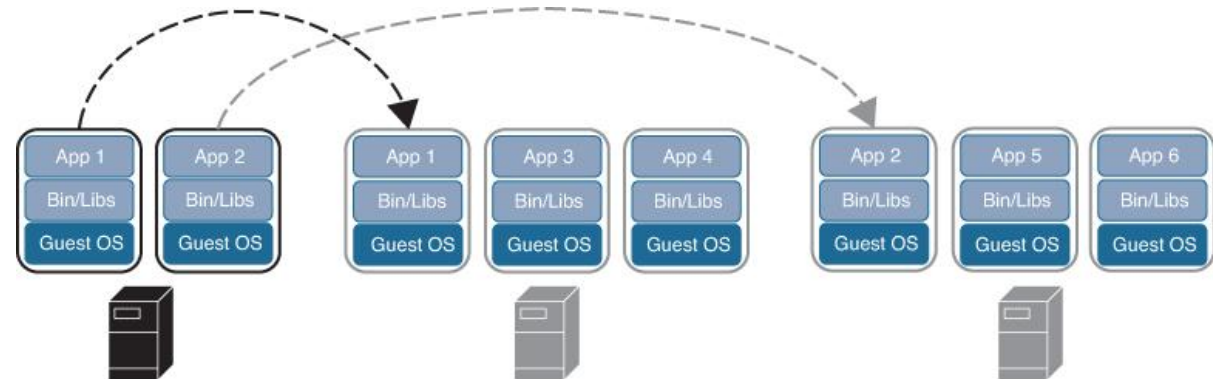 App 1
Bin/Libs
Guest OS
App 2
Bin/Libs
Guest OS
App 1
Bin/Libs
Guest OS
App 3
Bin/Libs
Guest OS
App 4
Bin/Libs
Guest OS
App 2
Bin/Libs
Guest OS
App 5
Bin/Libs
Guest OS
App 6
Bin/Libs
Guest OS